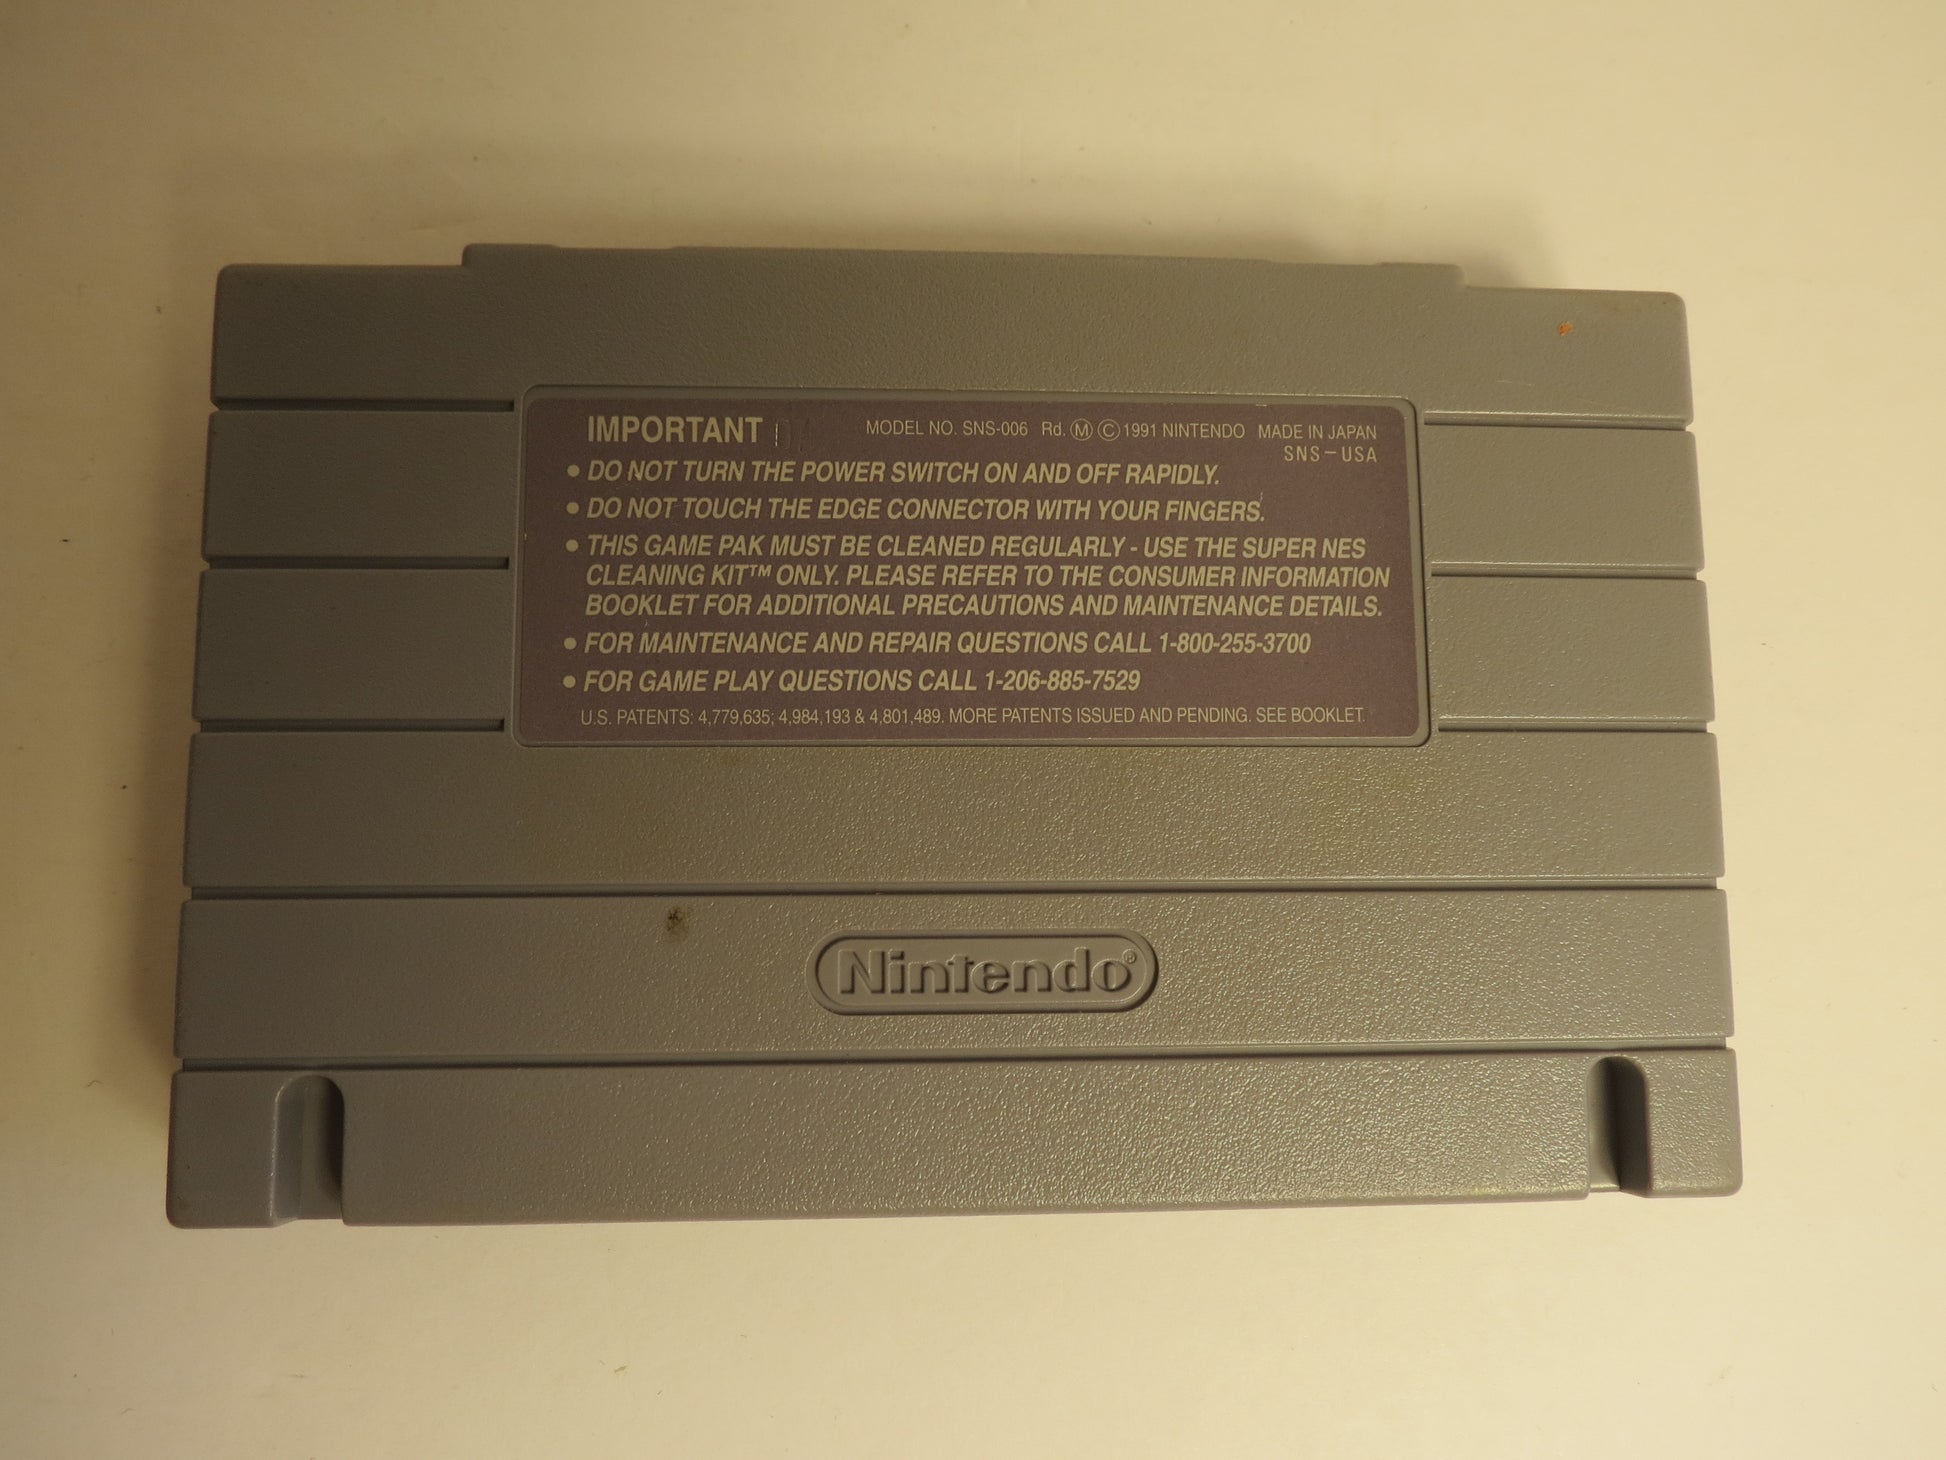 IMPORTANT MODEL NO. SNS-006 Rd. Ⓜ Ⓒ 1991 NINTENDO MADE IN JAPAN
SNS-USA
• DO NOT TURN THE POWER SWITCH ON AND OFF RAPIDLY.
• DO NOT TOUCH THE EDGE CONNECTOR WITH YOUR FINGERS.
• THIS GAME PAK MUST BE CLEANED REGULARLY - USE THE SUPER NES
CLEANING KIT™ ONLY. PLEASE REFER TO THE CONSUMER INFORMATION
BOOKLET FOR ADDITIONAL PRECAUTIONS AND MAINTENANCE DETAILS.
• FOR MAINTENANCE AND REPAIR QUESTIONS CALL 1-800-255-3700
• FOR GAME PLAY QUESTIONS CALL 1-206-885-7529
U.S. PATENTS: 4,779,635; 4,984,193 & 4,801,489. MORE PATENTS ISSUED AND PENDING. SEE BOOKLET.
Nintendo®